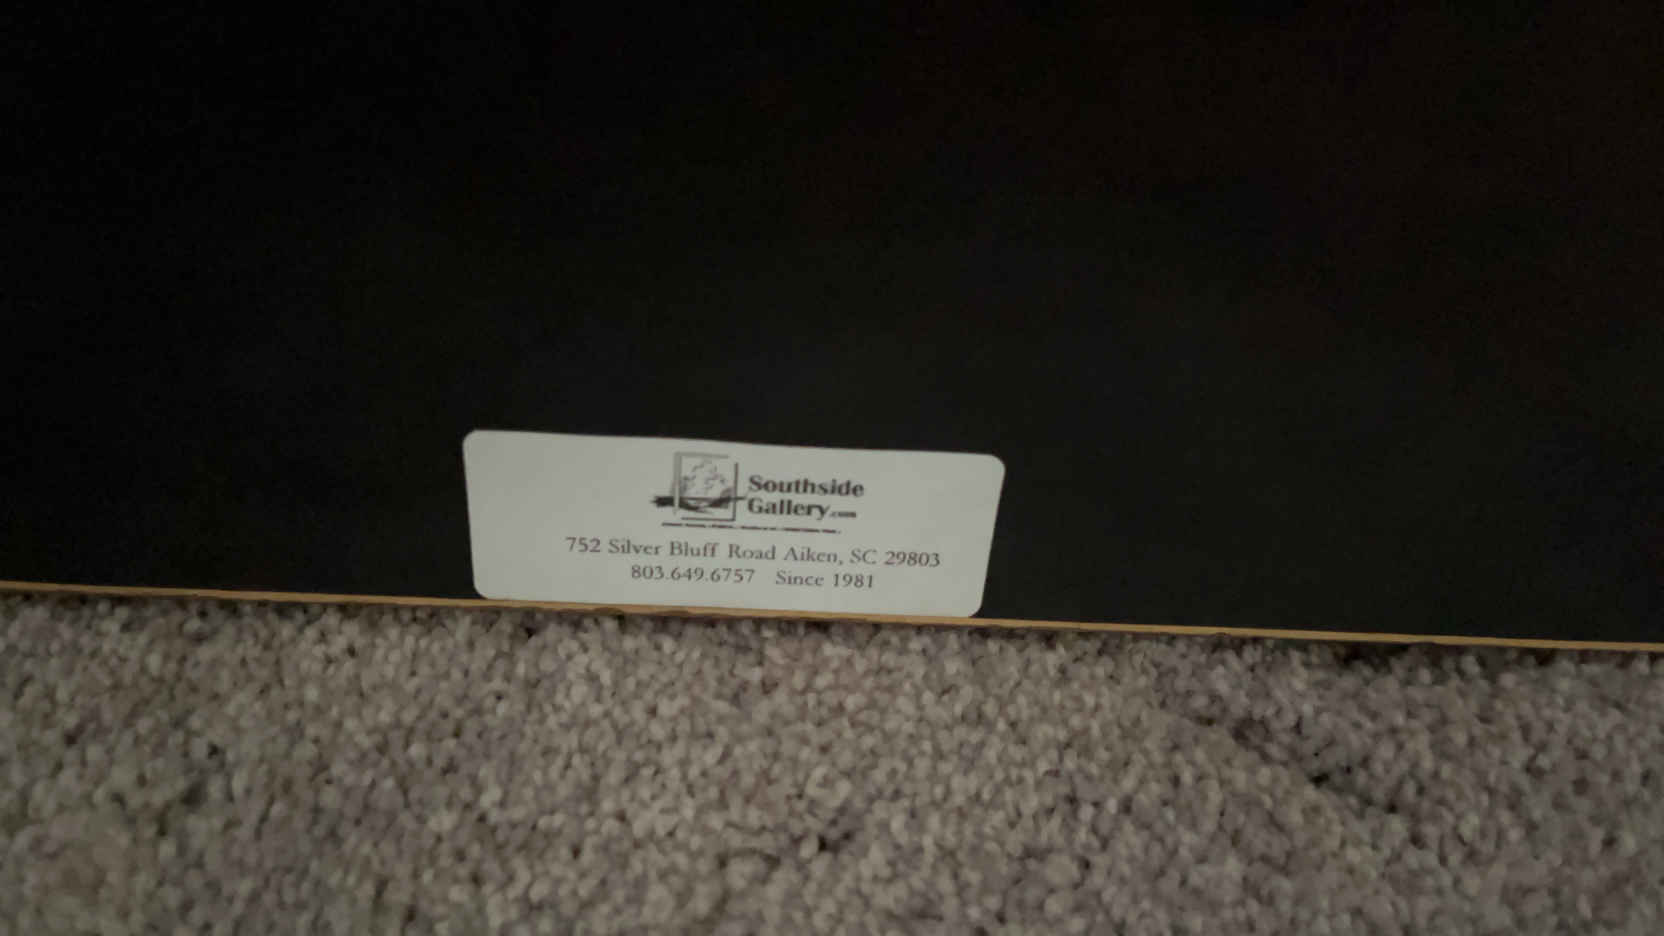 Southside
Gallery.com
752 Silver Bluff Road Aiken, SC 29803
803.649.6757 Since 1981